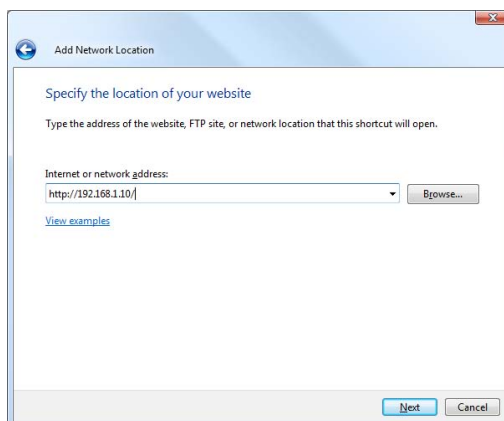 Add Network Location
Specify the location of your website
Type the address of the website, FTP site, or network location that this shortcut will open.
Internet or network address:
http://192.168.1.10/
Browse...
View examples
Next
Cancel